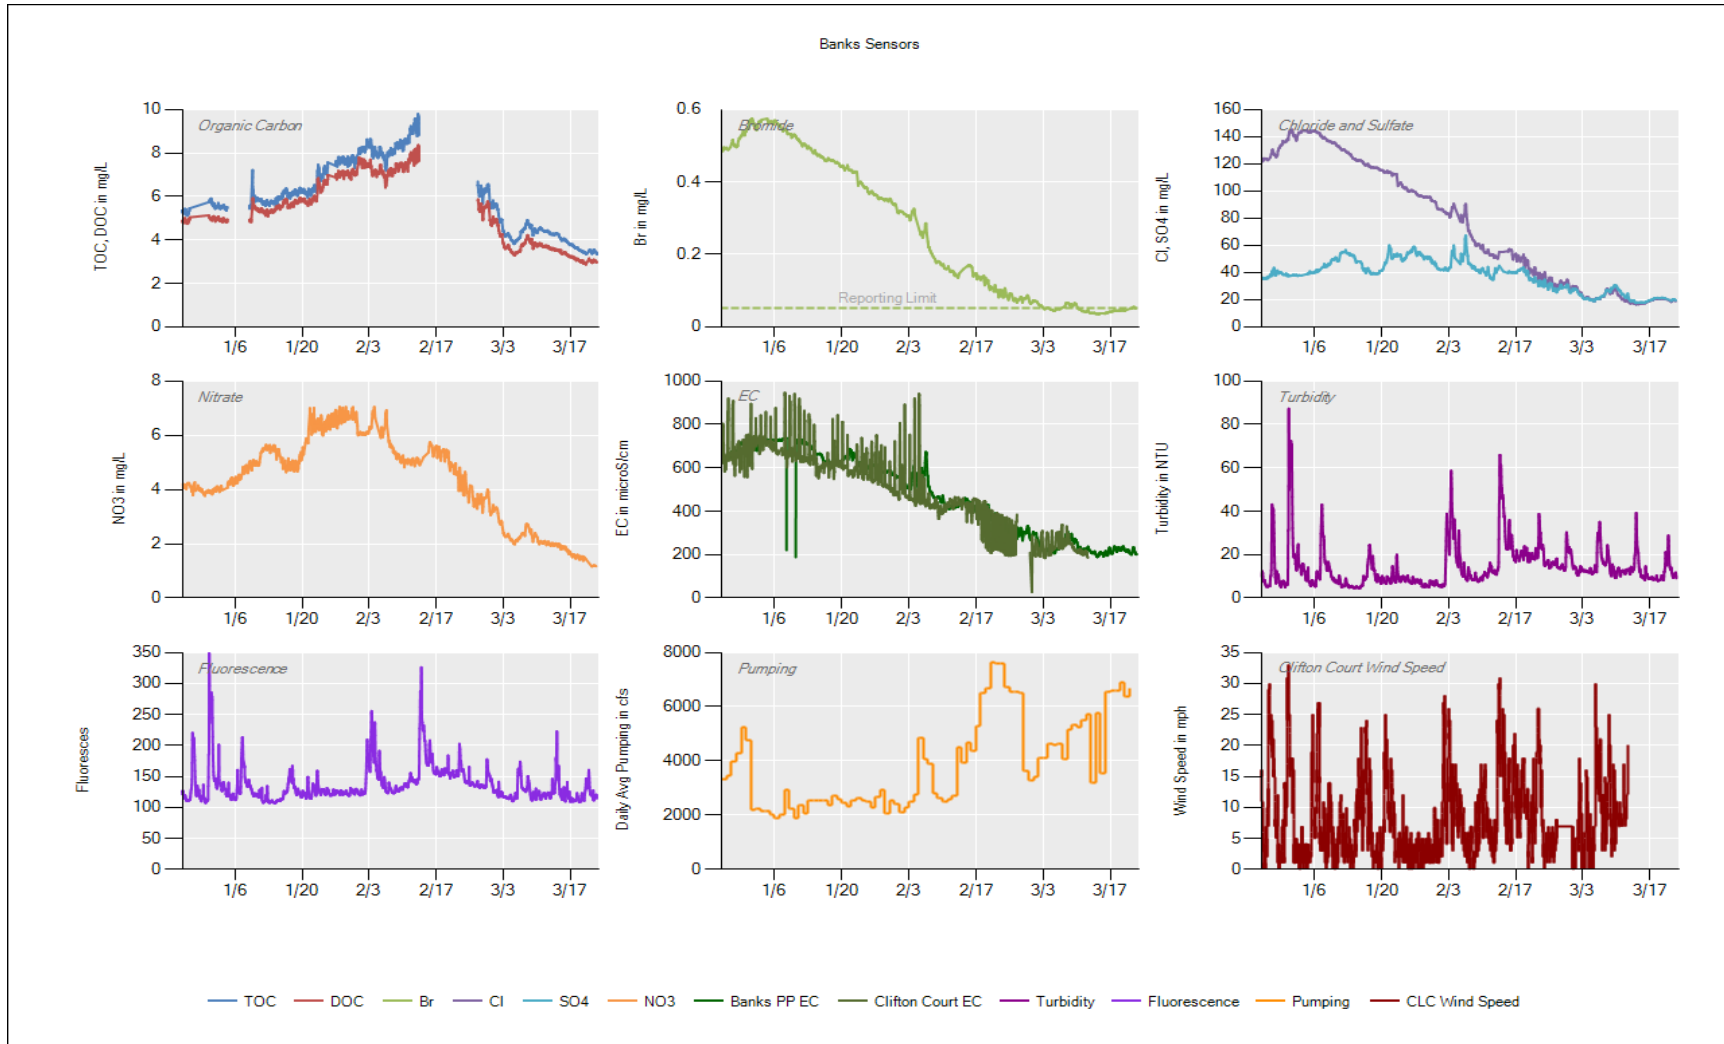 Banks Sensors
Organic Carbon
TOC, DOC in mg/L
10
8
6
4
2
0
1/6 1/20 2/3 2/17 3/3 3/17
Bromide
Br in mg/L
0.6
0.4
0.2
0
Reporting Limit
1/6 1/20 2/3 2/17 3/3 3/17
Chloride and Sulfate
Cl, SO4 in mg/L
160
140
120
100
80
60
40
20
0
1/6 1/20 2/3 2/17 3/3 3/17
Nitrate
NO3 in mg/L
8
6
4
2
0
1/6 1/20 2/3 2/17 3/3 3/17
EC
EC in microS/cm
1000
800
600
400
200
0
1/6 1/20 2/3 2/17 3/3 3/17
Turbidity
Turbidity in NTU
100
80
60
40
20
0
1/6 1/20 2/3 2/17 3/3 3/17
Fluorescence
Fluoresces
350
300
250
200
150
100
50
0
1/6 1/20 2/3 2/17 3/3 3/17
Pumping
Daily Avg Pumping in cfs
8000
6000
4000
2000
0
1/6 1/20 2/3 2/17 3/3 3/17
Clifton Court Wind Speed
Wind Speed in mph
35
30
25
20
15
10
5
0
1/6 1/20 2/3 2/17 3/3 3/17
TOC DOC Br Cl SO4 NO3 Banks PP EC Clifton Court EC Turbidity Fluorescence Pumping CLC Wind Speed